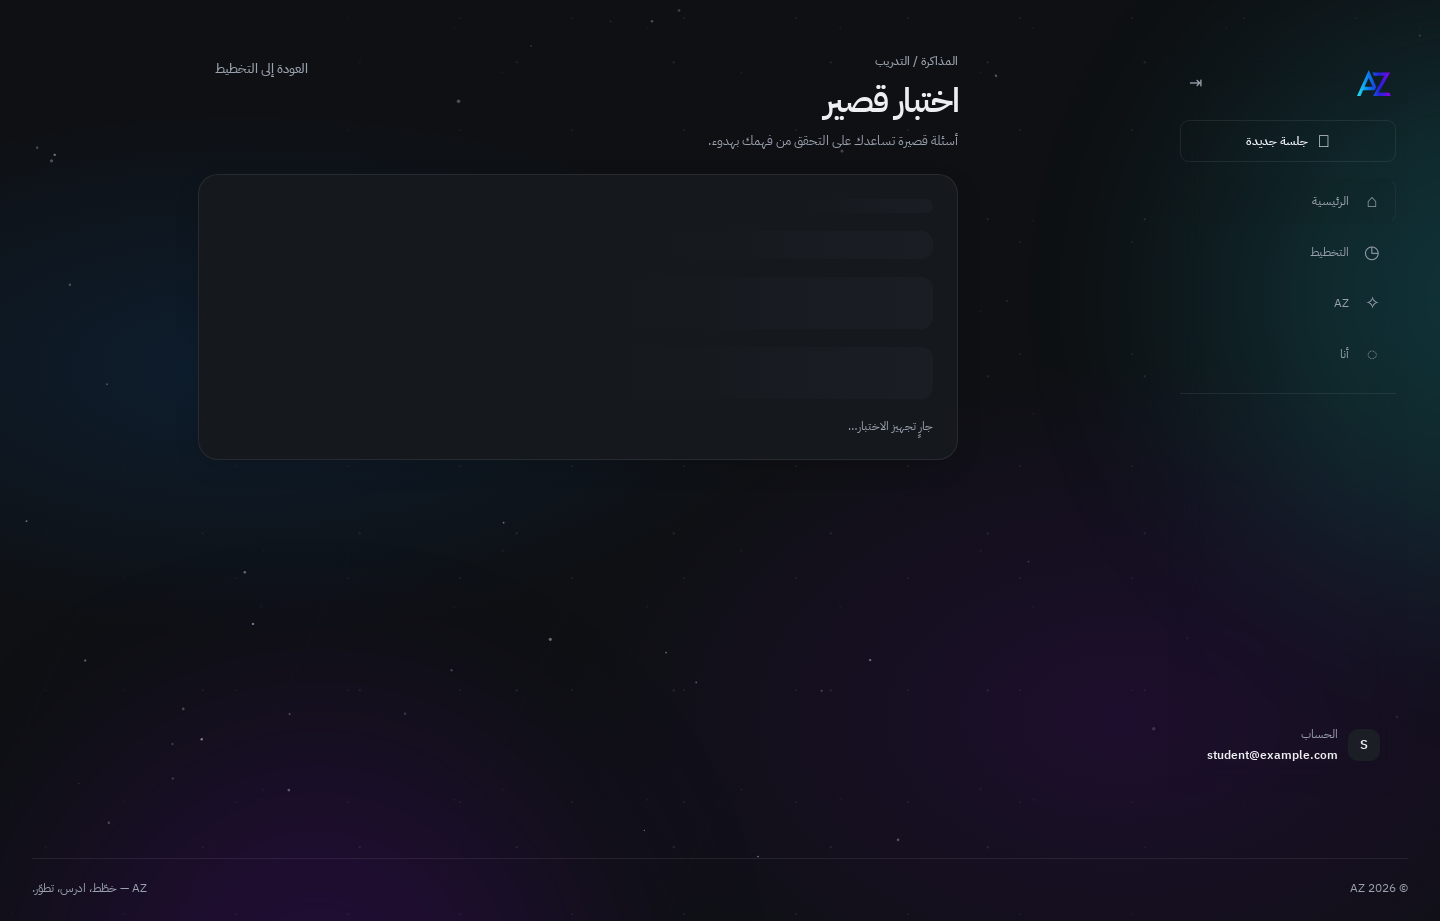 AZ
⇥
جلسة جديدة
الرئيسية
التخطيط
AZ
أنا
الحساب
S
student@example.com
المذاكرة / التدريب
العودة إلى التخطيط
اختبار قصير
أسئلة قصيرة تساعدك على التحقق من فهمك بهدوء.
جارٍ تجهيز الاختبار...
© 2026 AZ
AZ — خطّط، ادرس، تطوّر.